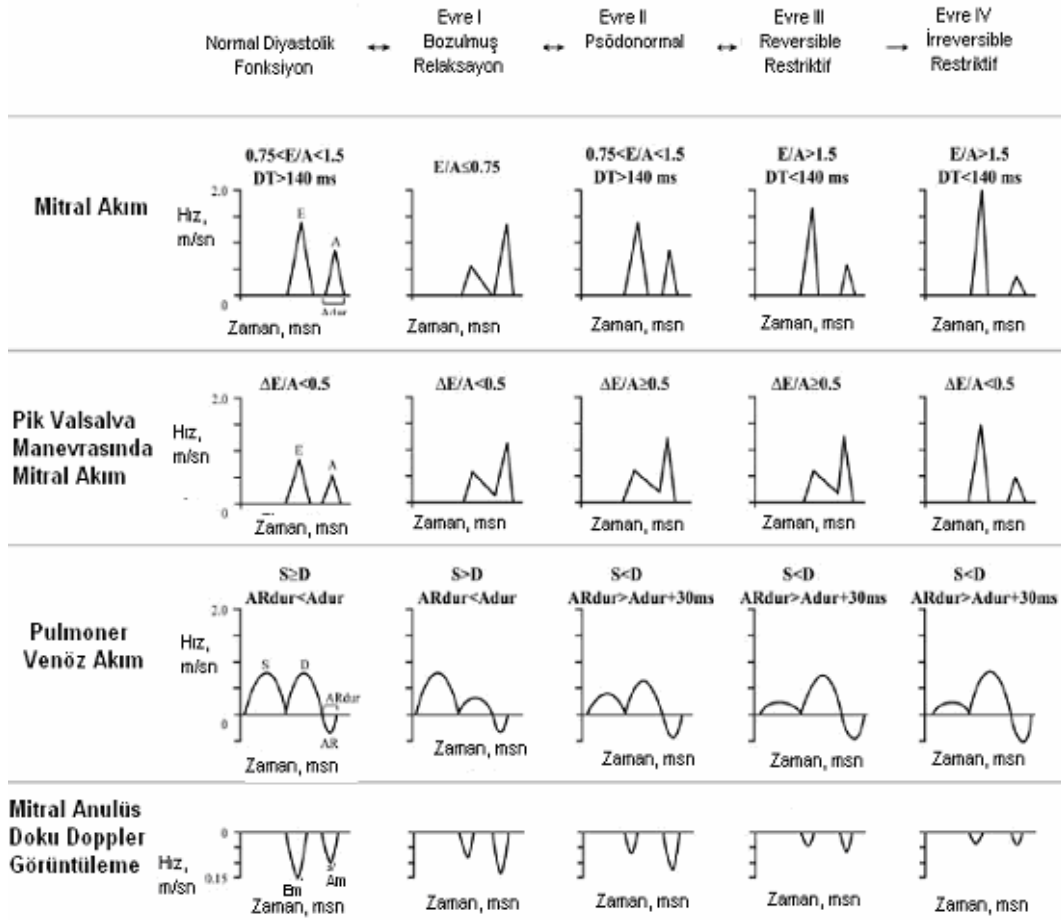 Normal Diyastolik
Fonksiyon
↔
Evre I
Bozulmuş
Relaksayon
↔
Evre II
Psödonormal
↔
Evre III
Reversible
Restriktif
→
Evre IV
İrreversible
Restriktif
Mitral Akım
0.75<E/A<1.5
DT>140 ms
E/A≤0.75
0.75<E/A<1.5
DT>140 ms
E/A>1.5
DT<140 ms
E/A>1.5
DT<140 ms
2.0
Hız,
m/sn
0
E
A
Adur
Zaman, msn
Zaman, msn
Zaman, msn
Zaman, msn
Zaman, msn
Pik Valsalva
Manevrasında
Mitral Akım
ΔE/A<0.5
ΔE/A<0.5
ΔE/A≥0.5
ΔE/A≥0.5
ΔE/A<0.5
2.0
Hız,
m/sn
0
E
A
Zaman, msn
Zaman, msn
Zaman, msn
Zaman, msn
Zaman, msn
Pulmoner
Venöz Akım
S≥D
ARdur<Adur
S>D
ARdur<Adur
S<D
ARdur>Adur+30ms
S<D
ARdur>Adur+30ms
S<D
ARdur>Adur+30ms
2.0
Hız,
m/sn
0
S
D
ARdur
AR
Zaman, msn
Zaman, msn
Zaman, msn
Zaman, msn
Zaman, msn
Mitral Anulüs
Doku Doppler
Görüntüleme
Hız,
m/sn
0
0.15
Em
Am
Zaman, msn
Zaman, msn
Zaman, msn
Zaman, msn
Zaman, msn